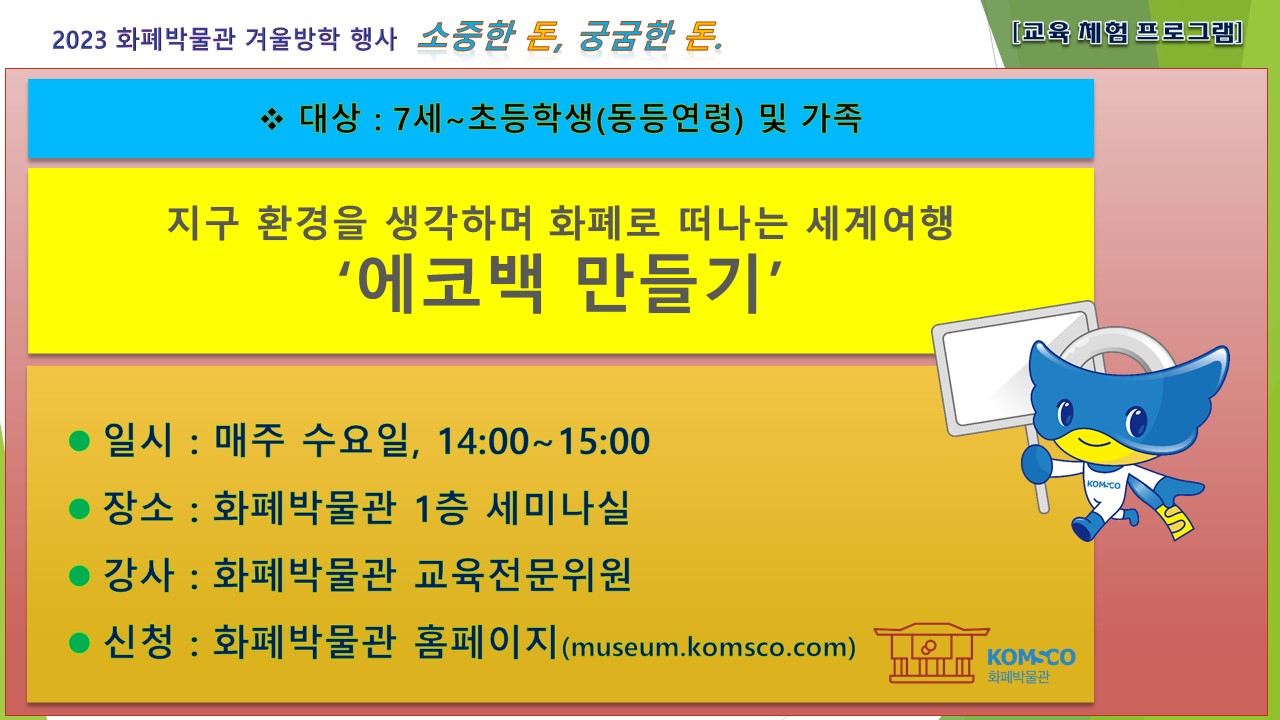 2023 화폐박물관 겨울방학 행사 소중한 돈, 궁굼한 돈.
[교육 체험 프로그램]
❖ 대상 : 7세~초등학생(동등연령) 및 가족
지구 환경을 생각하며 화폐로 떠나는 세계여행
‘에코백 만들기’
● 일시 : 매주 수요일, 14:00~15:00
● 장소 : 화폐박물관 1층 세미나실
● 강사 : 화폐박물관 교육전문위원
● 신청 : 화폐박물관 홈페이지(museum.komsco.com)
KOMSCO
KOMSCO
화폐박물관